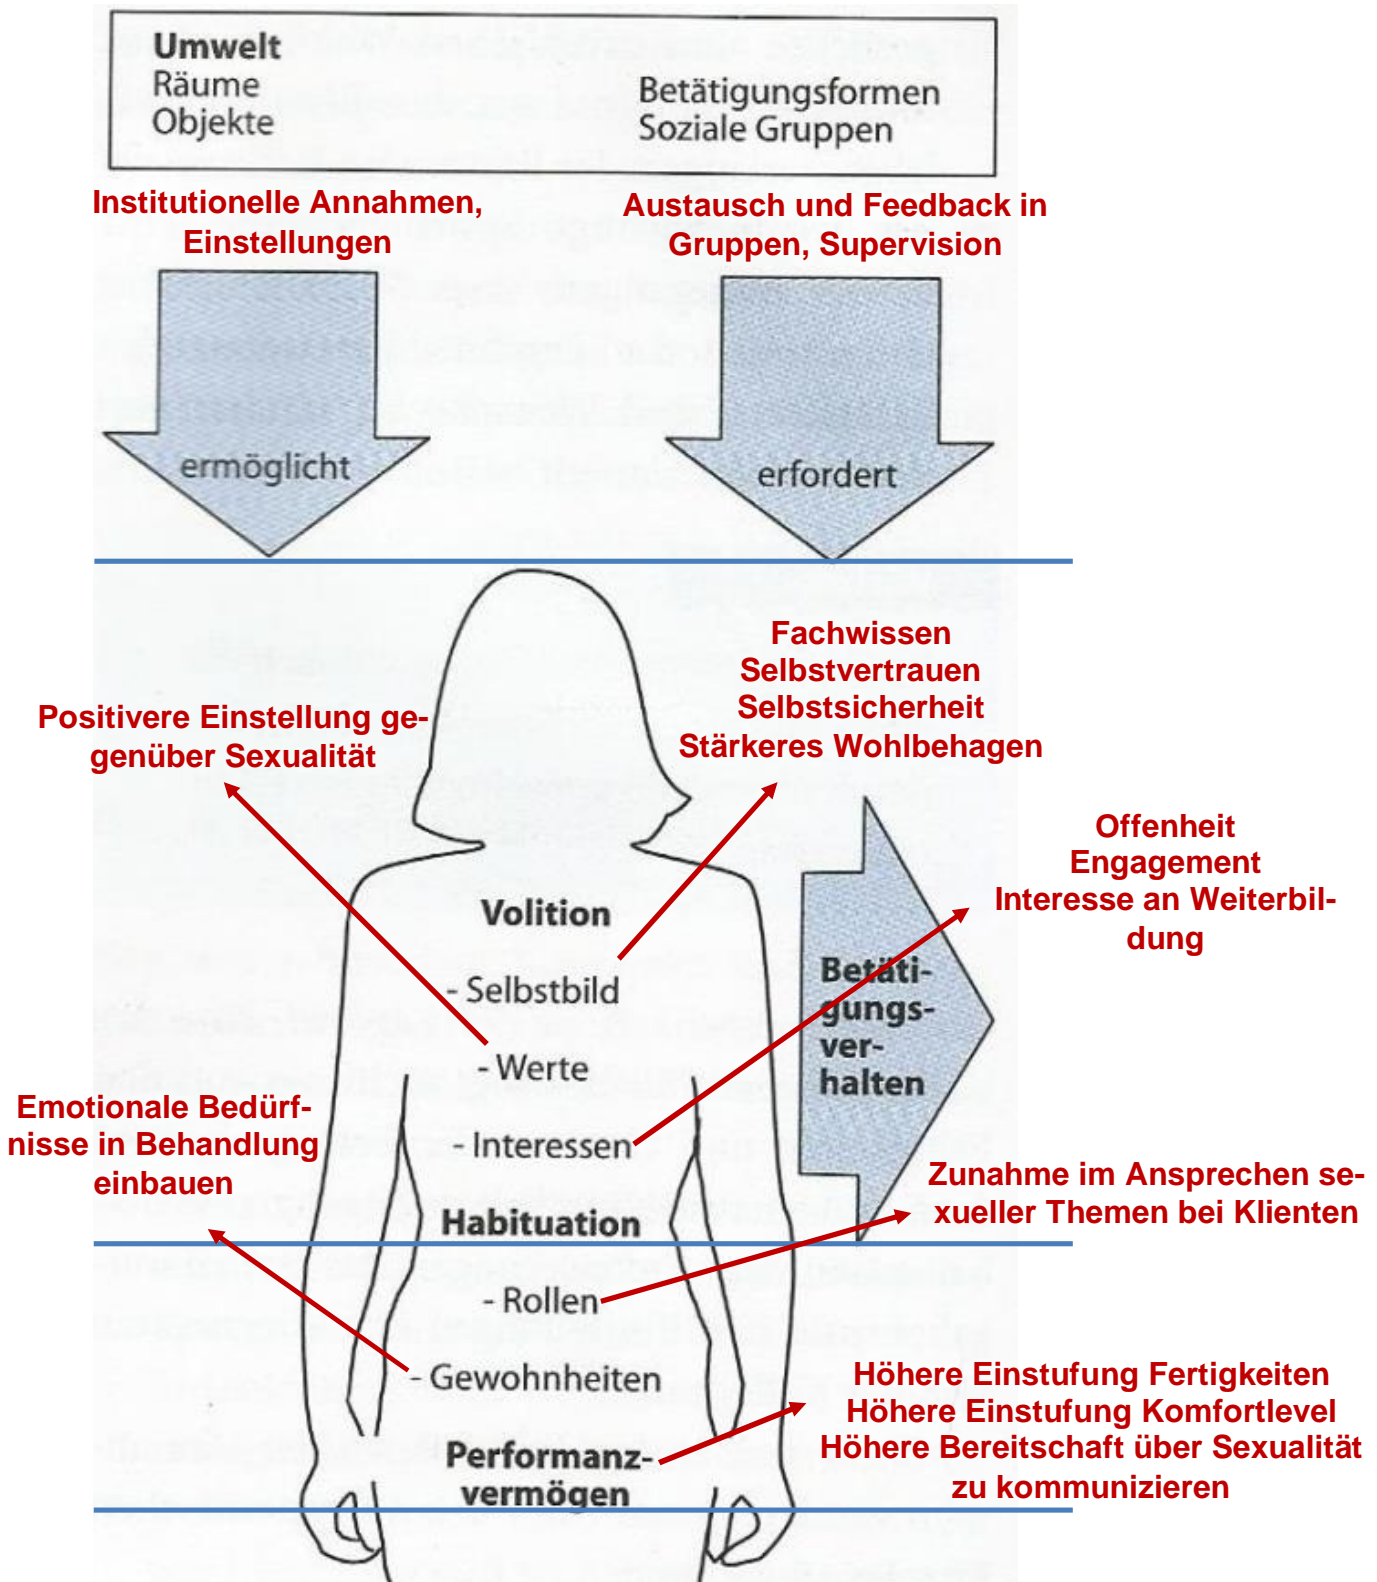 Umwelt
Räume
Objekte
Betätigungsformen
Soziale Gruppen
Institutionelle Annahmen,
Einstellungen
Austausch und Feedback in
Gruppen, Supervision
ermöglicht
erfordert
Fachwissen
Selbstvertrauen
Selbstsicherheit
Stärkeres Wohlbehagen
Positivere Einstellung ge-
genüber Sexualität
Offenheit
Engagement
Interesse an Weiterbil-
dung
Volition
- Selbstbild
- Werte
- Interessen
Betäti-
gungs-
ver-
halten
Emotionale Bedürf-
nisse in Behandlung
einbauen
Zunahme im Ansprechen se-
xueller Themen bei Klienten
Habituation
- Rollen
- Gewohnheiten
Performanz-
vermögen
Höhere Einstufung Fertigkeiten
Höhere Einstufung Komfortlevel
Höhere Bereitschaft über Sexualität
zu kommunizieren